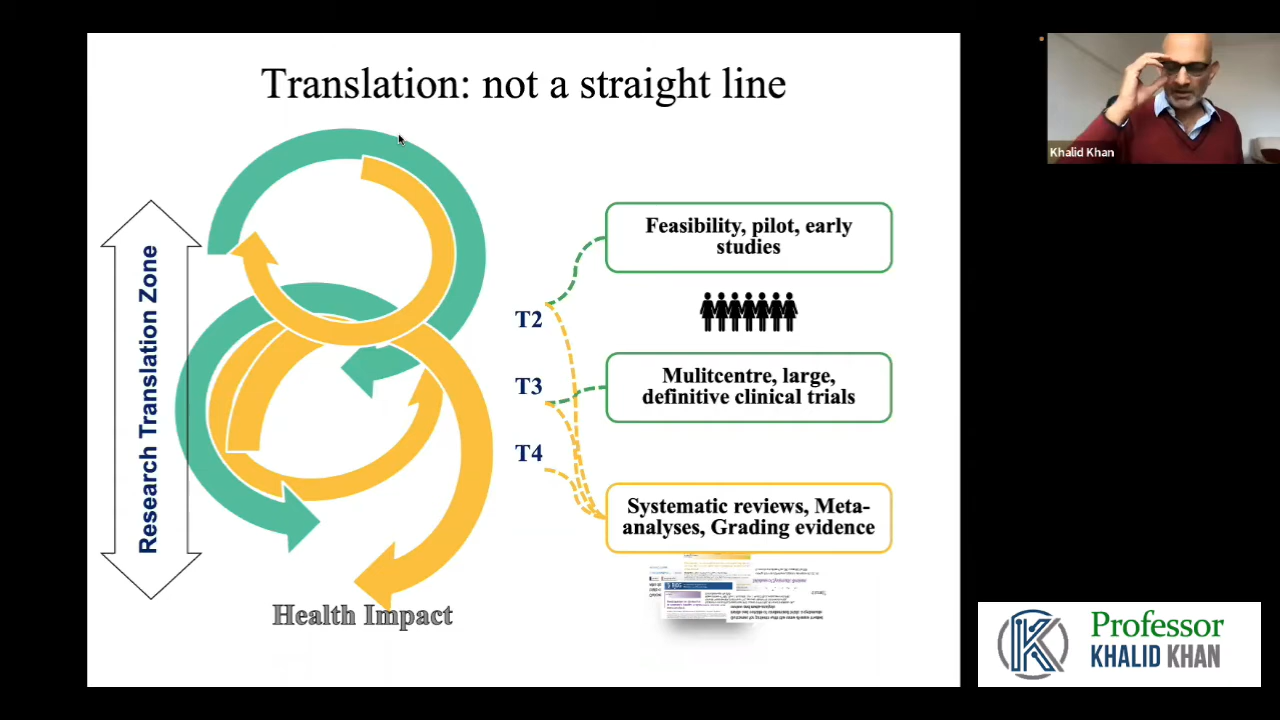 Translation: not a straight line
Khalid Khan
Research Translation Zone
Feasibility, pilot, early
studies
T2
T3
Mulitcentre, large,
definitive clinical trials
T4
Systematic reviews, Meta-
analyses, Grading evidence
Health Impact
Professor
KHALID KHAN